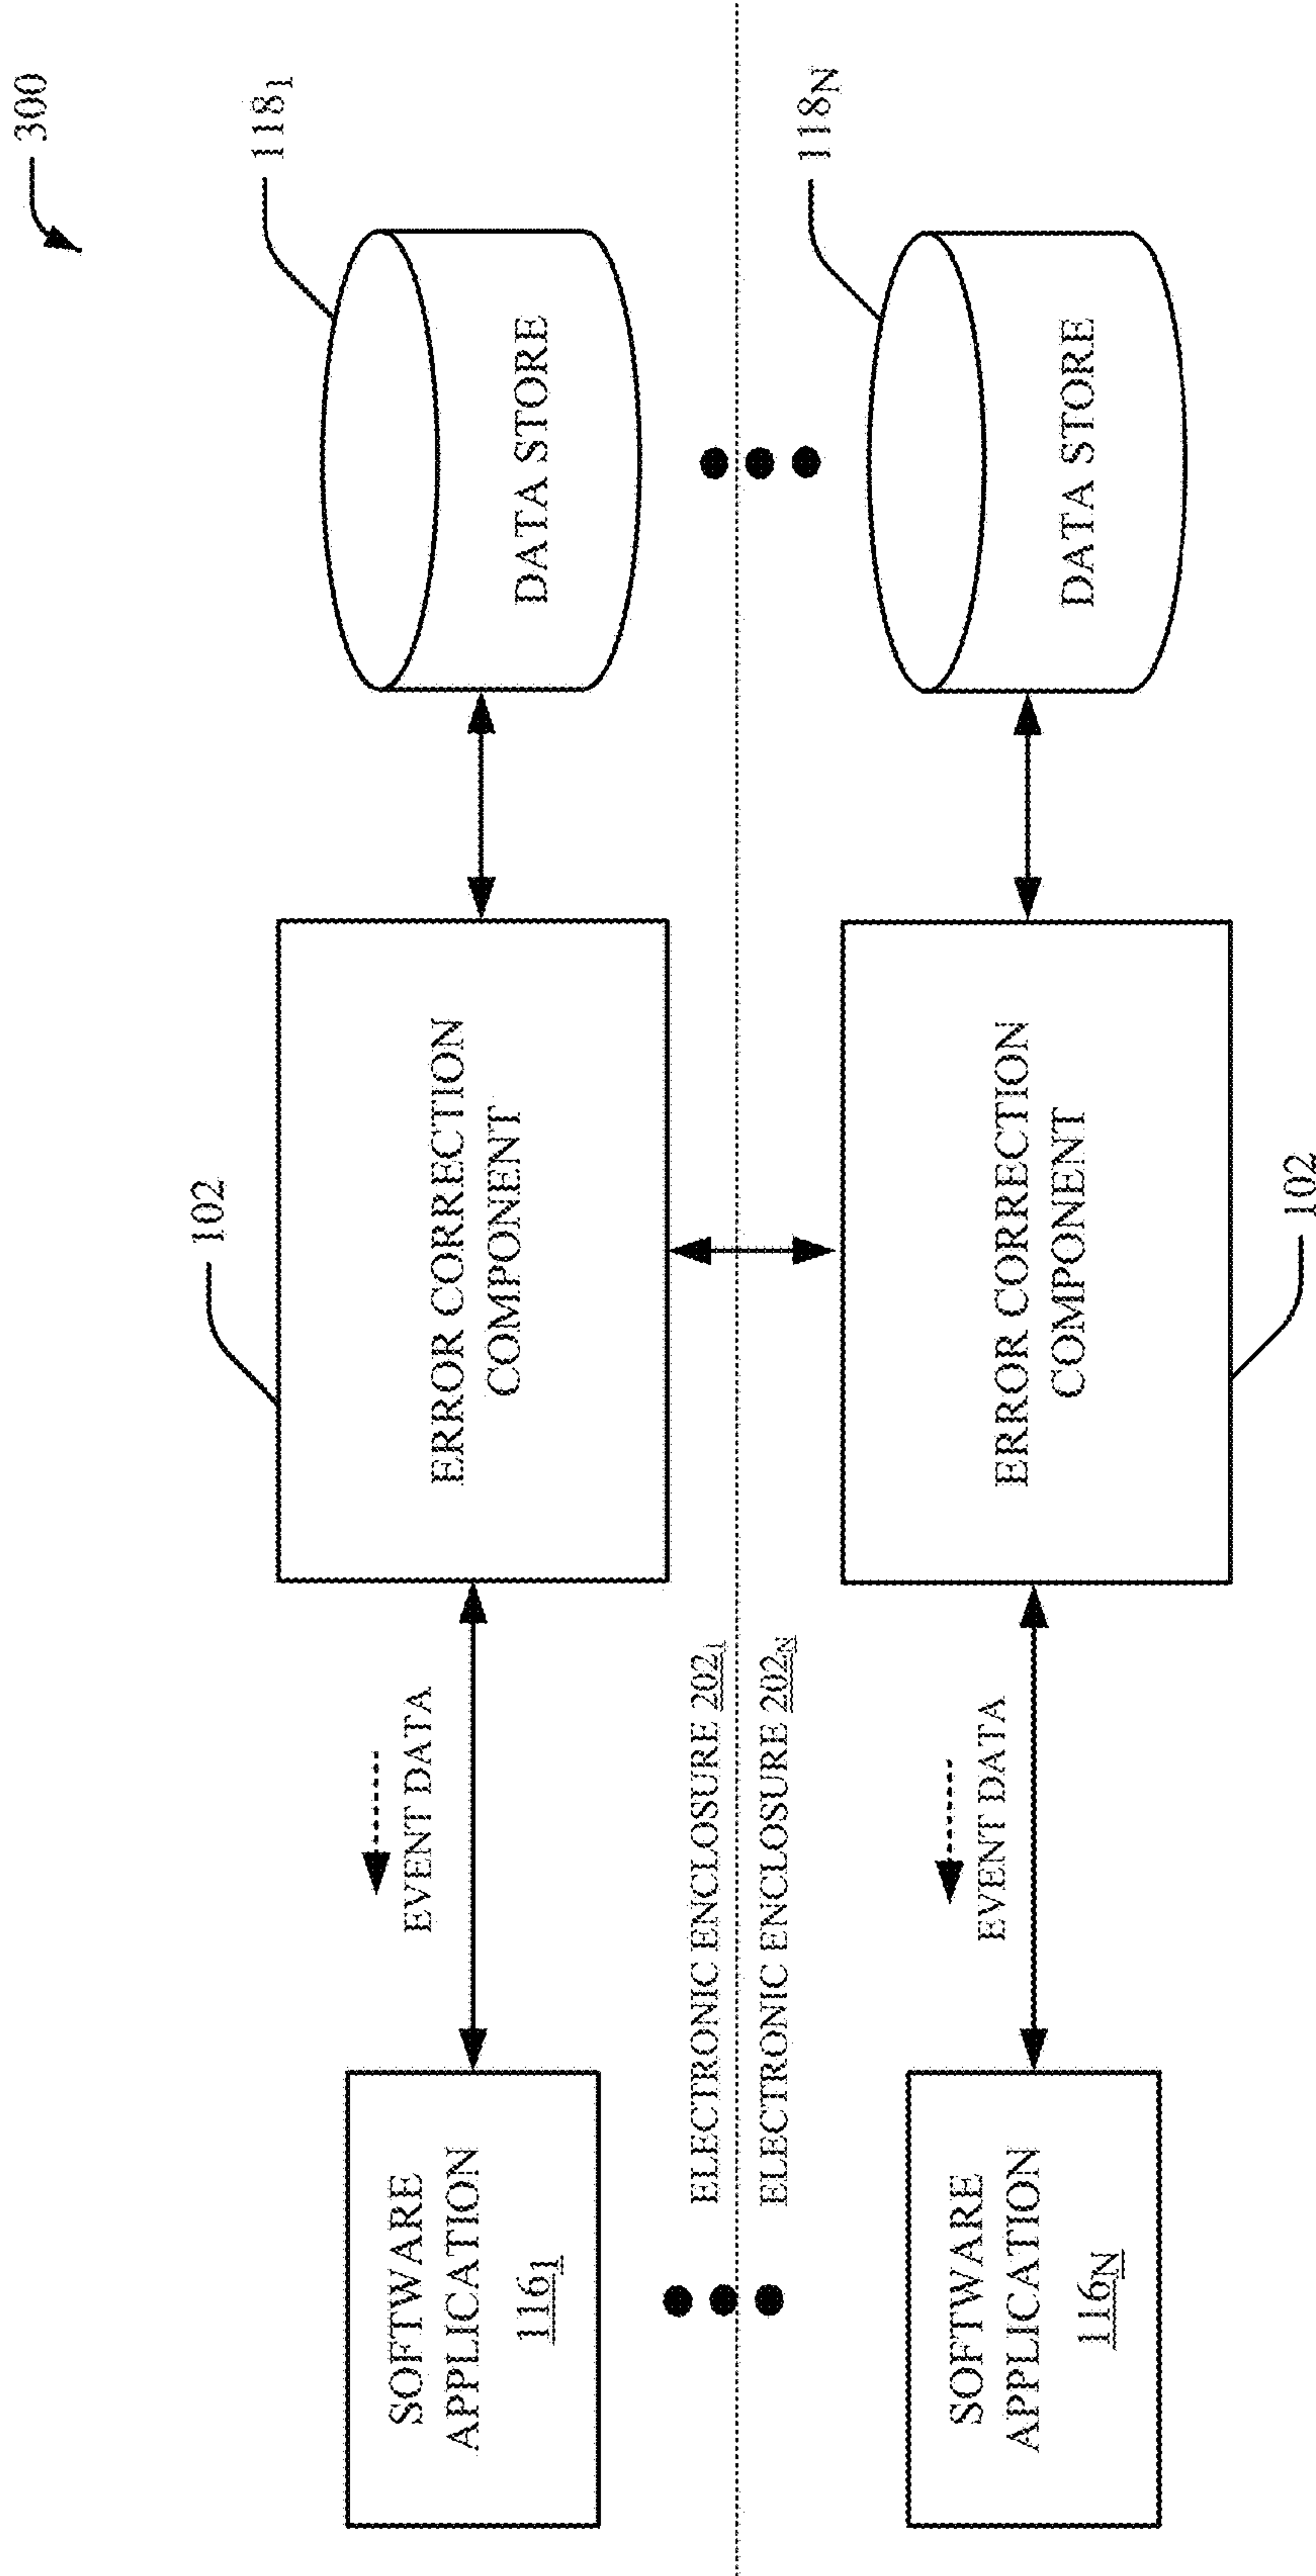 300
118₁
102
ERROR CORRECTION
COMPONENT
DATA STORE
EVENT DATA
SOFTWARE
APPLICATION
116₁
ELECTRONIC ENCLOSURE 202₁
ELECTRONIC ENCLOSURE 202N
118N
SOFTWARE
APPLICATION
116N
EVENT DATA
ERROR CORRECTION
COMPONENT
DATA STORE
102